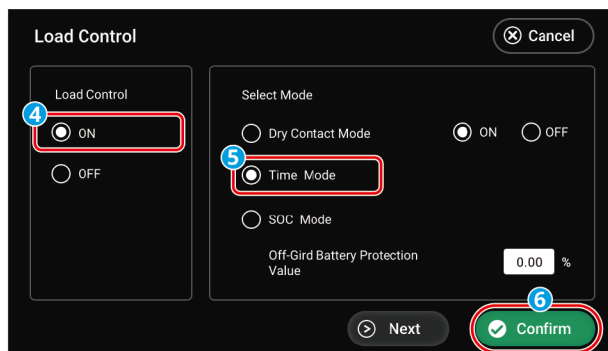 Load Control
Cancel
Load Control
4
ON
OFF
Select Mode
Dry Contact Mode
ON
OFF
5
Time Mode
SOC Mode
Off-Gird Battery Protection
Value
0.00 %
6
Next
Confirm